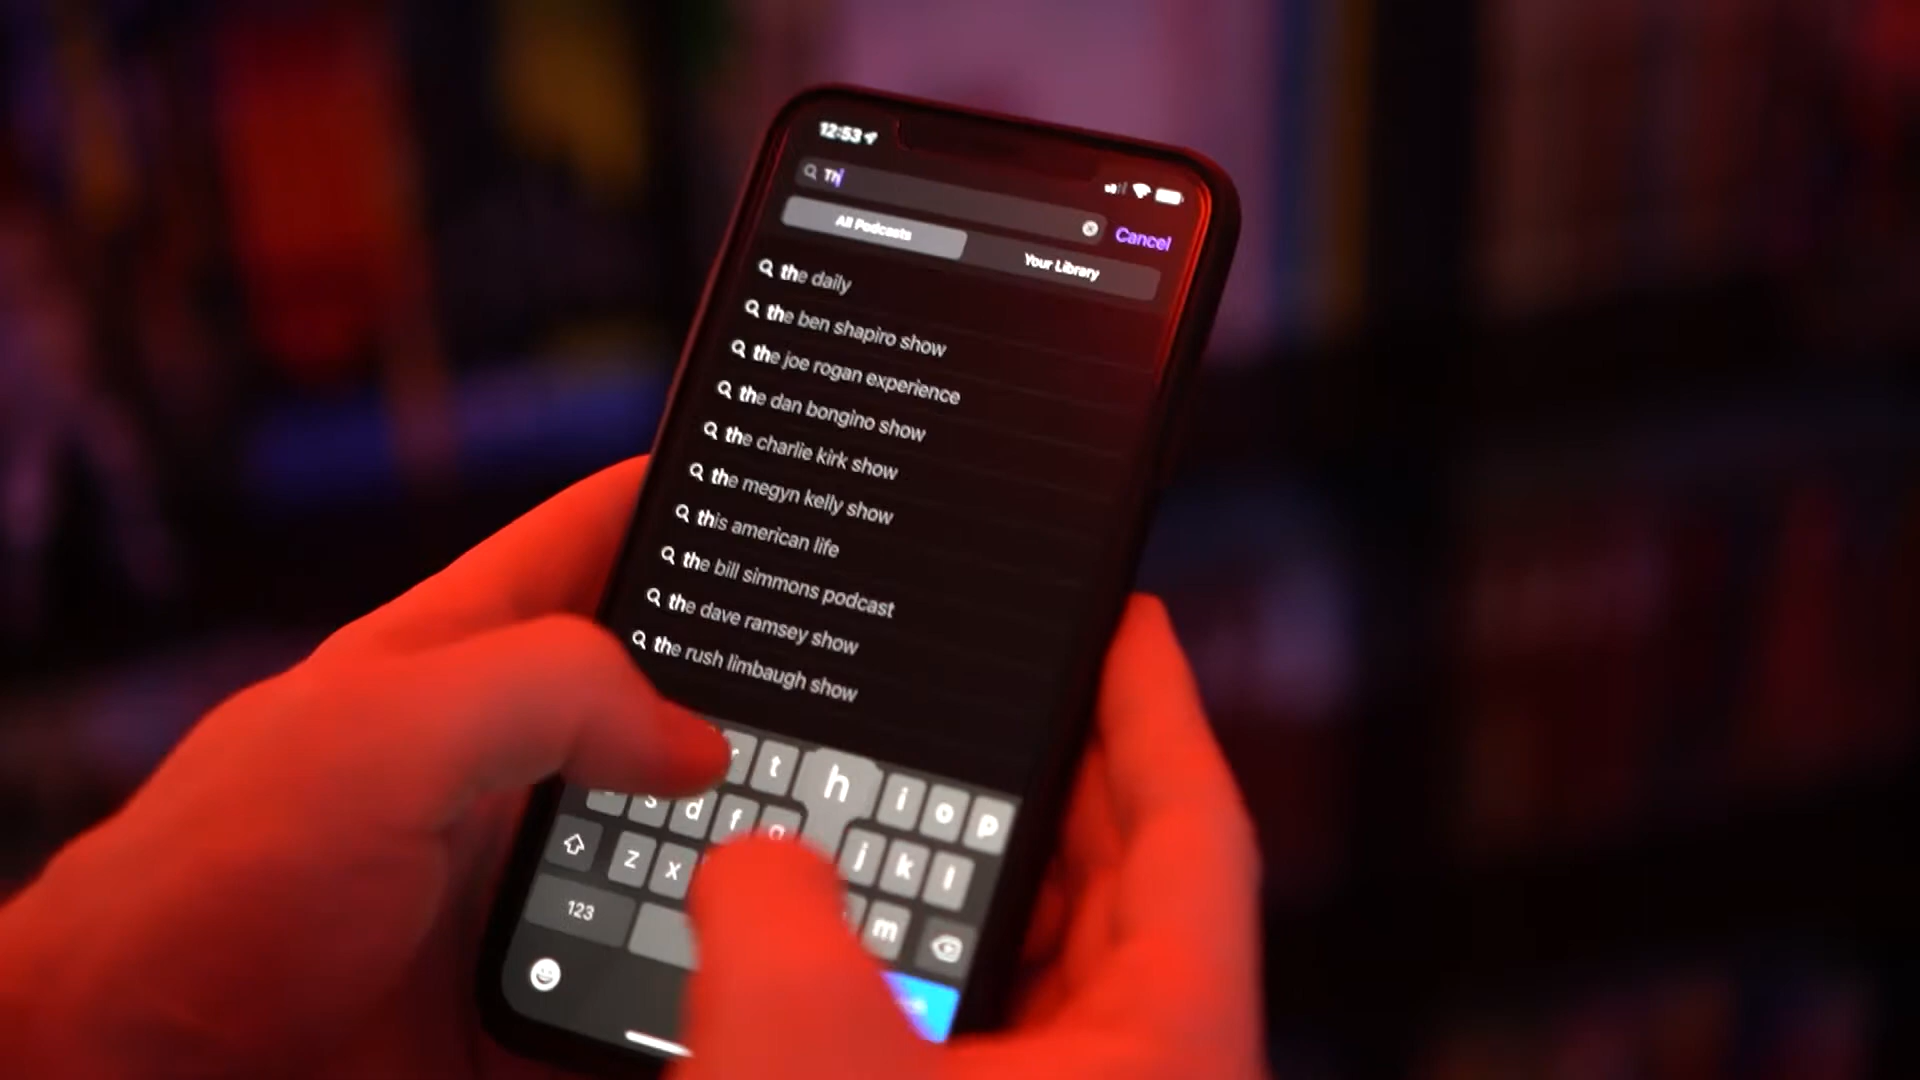 12:53
Th
Cancel
All Podcasts
Your Library
the daily
the ben shapiro show
the joe rogan experience
the dan bongino show
the charlie kirk show
the megyn kelly show
this american life
the bill simmons podcast
the dave ramsey show
the rush limbaugh show
r t h i o p
s d f g j k l
z x m
123